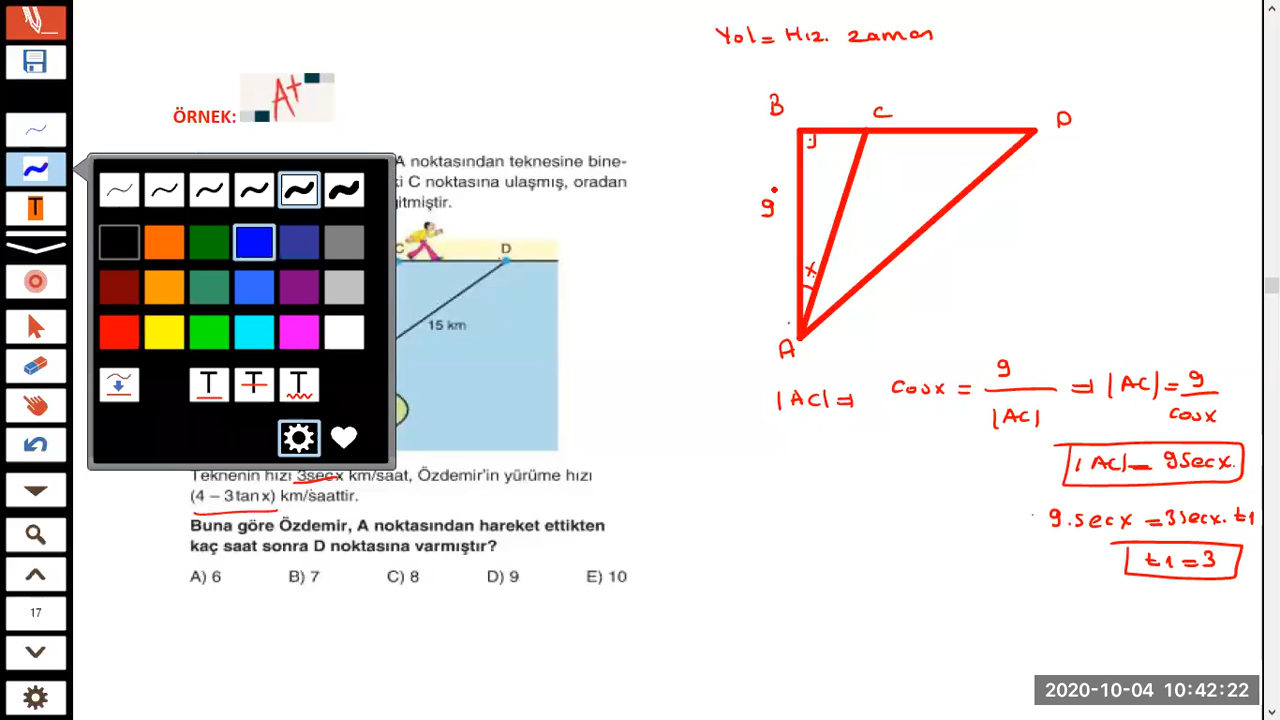 Yol = Hız. zaman
A+
ÖRNEK:
A noktasından teknesine bine-
ki C noktasına ulaşmış, oradan
gitmiştir.
C
D
15 km
Teknenin hızı 3secx km/saat, Özdemir'in yürüme hızı
(4 – 3tanx) km/saattir.
Buna göre Özdemir, A noktasından hareket ettikten
kaç saat sonra D noktasına varmıştır?
A) 6 B) 7 C) 8 D) 9 E) 10
B C D
9
x
A
|AC| ⇒ cosx = 9 / |AC| ⇒ |AC| = 9 / cosx
|AC| = 9secx.
9.secx = 3secx.t1
t1 = 3
T
T T T
17
2020-10-04 10:42:22